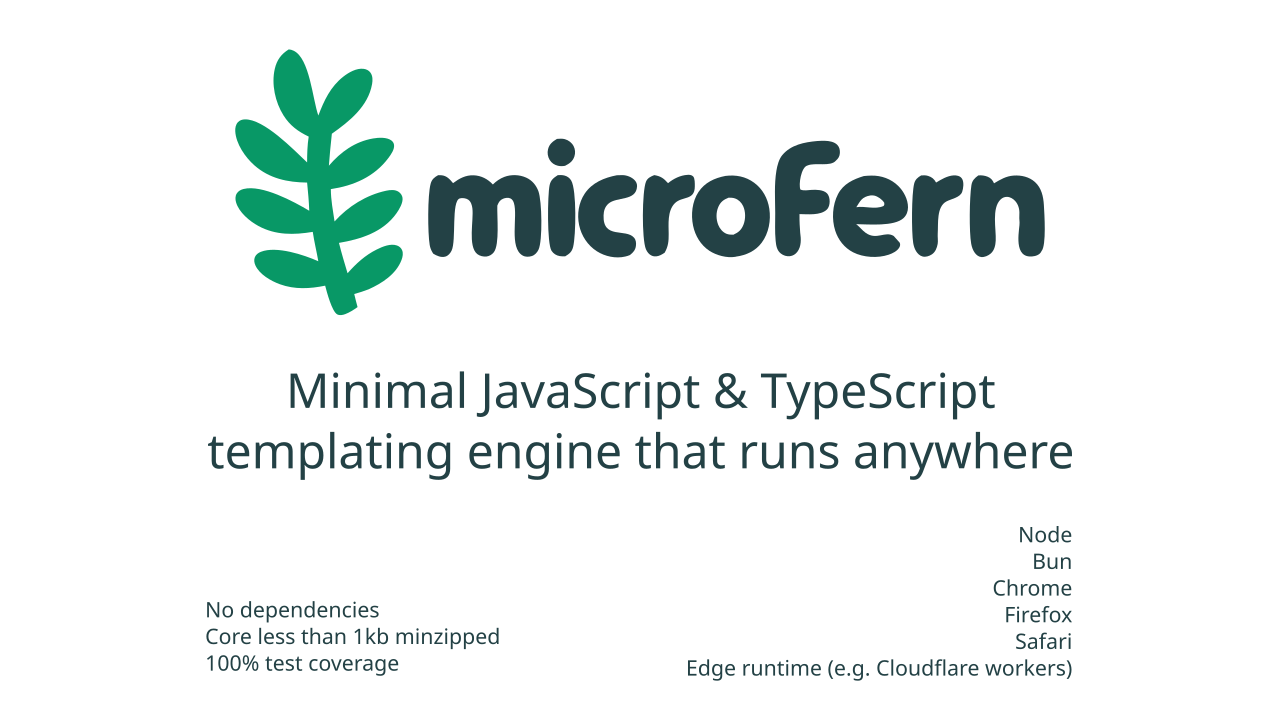 microfern
Minimal JavaScript & TypeScript
templating engine that runs anywhere
No dependencies
Core less than 1kb minzipped
100% test coverage
Node
Bun
Chrome
Firefox
Safari
Edge runtime (e.g. Cloudflare workers)